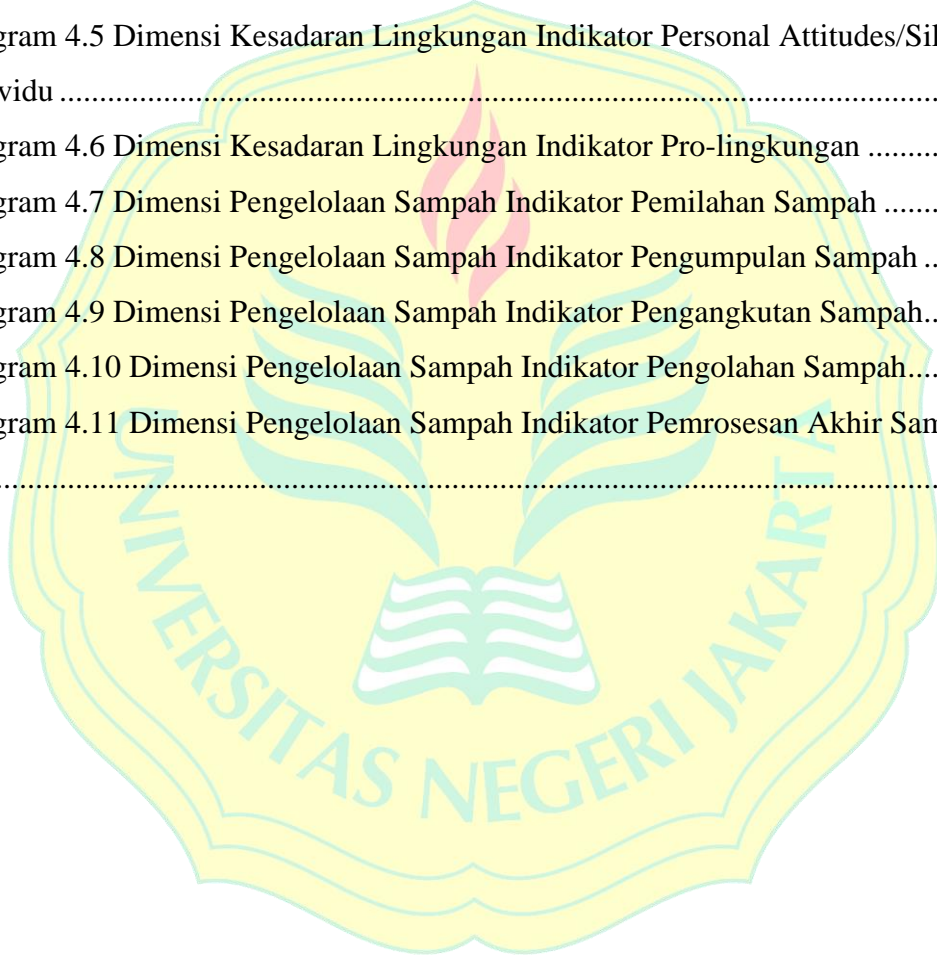 gram 4.5 Dimensi Kesadaran Lingkungan Indikator Personal Attitudes/Sil
vidu ........................................................................................................
gram 4.6 Dimensi Kesadaran Lingkungan Indikator Pro-lingkungan .........
gram 4.7 Dimensi Pengelolaan Sampah Indikator Pemilahan Sampah .......
gram 4.8 Dimensi Pengelolaan Sampah Indikator Pengumpulan Sampah ..
gram 4.9 Dimensi Pengelolaan Sampah Indikator Pengangkutan Sampah..
gram 4.10 Dimensi Pengelolaan Sampah Indikator Pengolahan Sampah....
gram 4.11 Dimensi Pengelolaan Sampah Indikator Pemrosesan Akhir Sam
................................................................................................................
UNIVERSITAS NEGERI JAKARTA